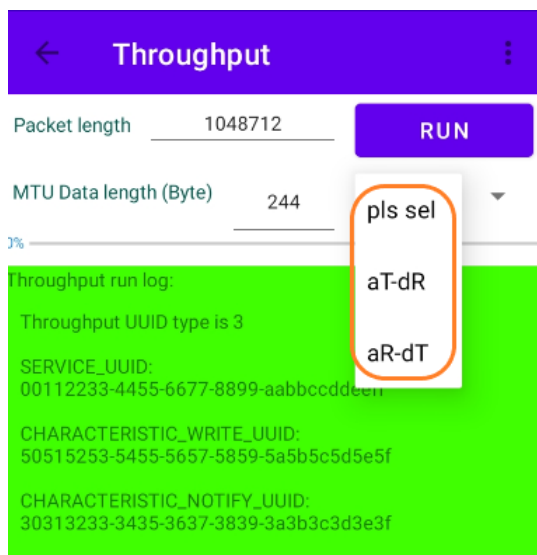 Throughput
Packet length 1048712 RUN
MTU Data length (Byte) 244
pls sel
aT-dR
aR-dT
0%
Throughput run log:
Throughput UUID type is 3
SERVICE_UUID:
00112233-4455-6677-8899-aabbccddeeff
CHARACTERISTIC_WRITE_UUID:
50515253-5455-5657-5859-5a5b5c5d5e5f
CHARACTERISTIC_NOTIFY_UUID:
30313233-3435-3637-3839-3a3b3c3d3e3f